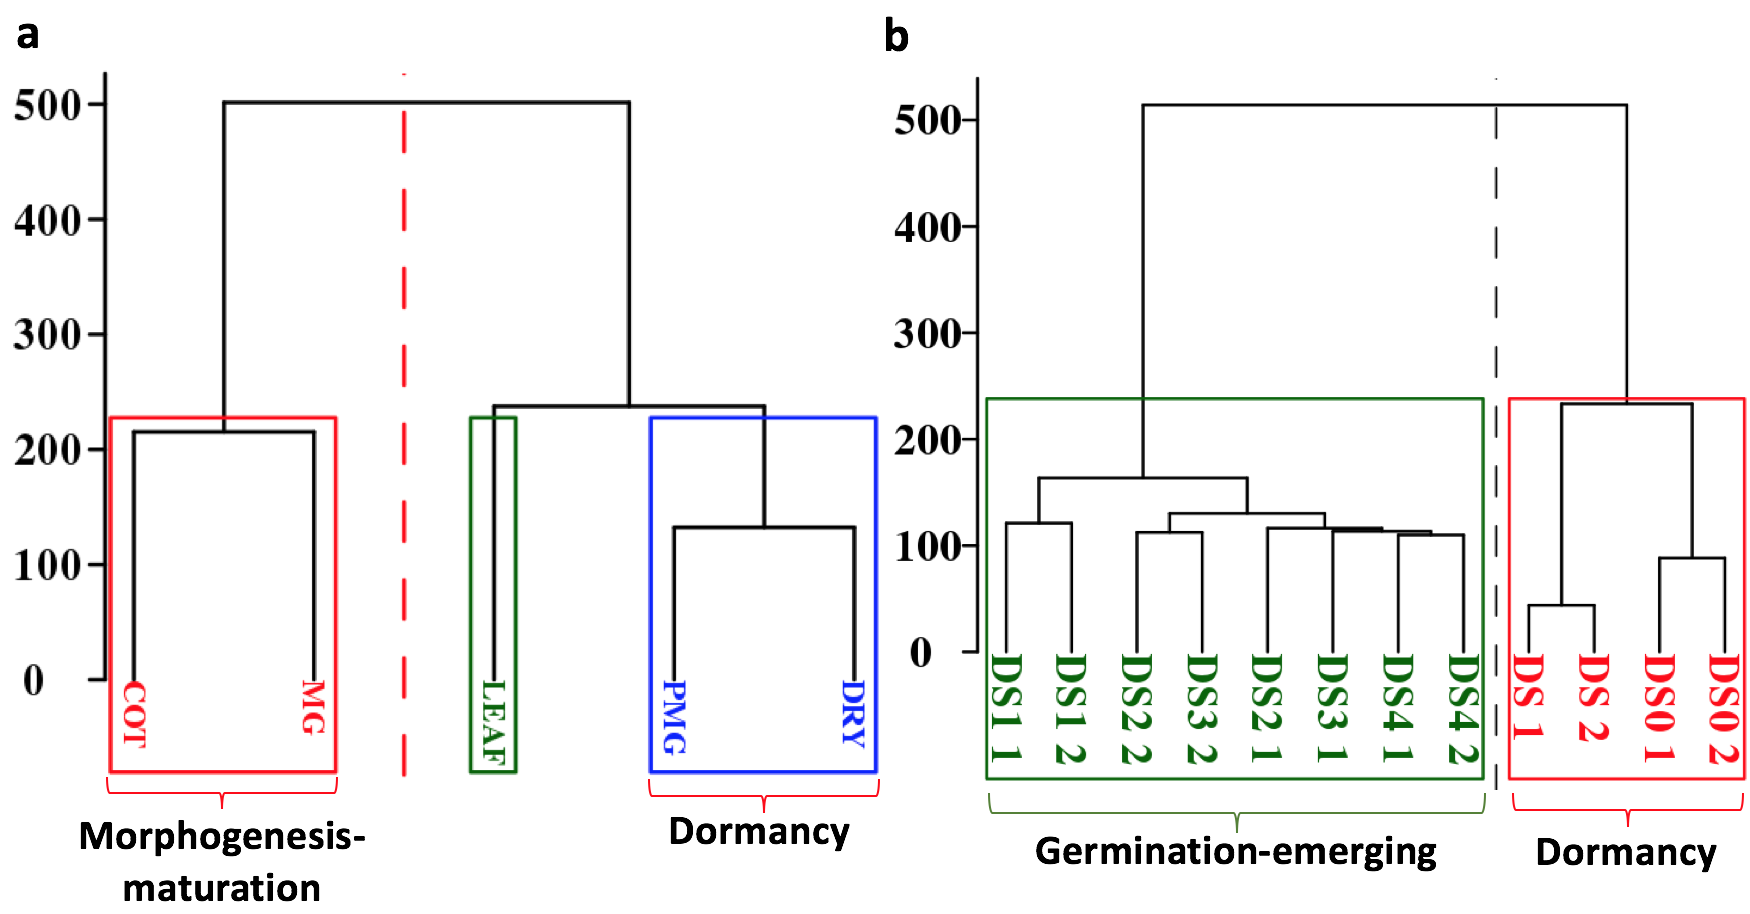 a
500
400
300
200
100
0
COT
MG
LEAF
PMG
DRY
Morphogenesis-
maturation
Dormancy
b
500
400
300
200
100
0
DS1 1
DS1 2
DS2 2
DS3 2
DS2 1
DS3 1
DS4 1
DS4 2
DS 1
DS 2
DS0 1
DS0 2
Germination-emerging
Dormancy